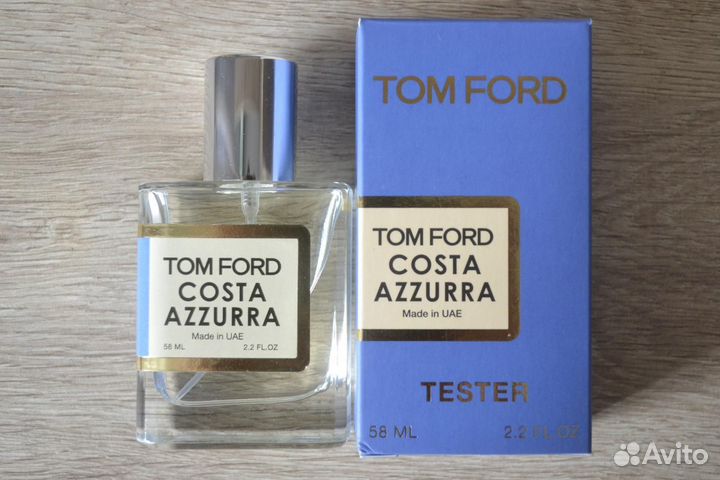 TOM FORD
COSTA
AZZURRA
Made in UAE
58 ML 2.2 FL.OZ
TOM FORD
TOM FORD
COSTA
AZZURRA
Made in UAE
TESTER
58 ML 2.2 FL.OZ
Avito